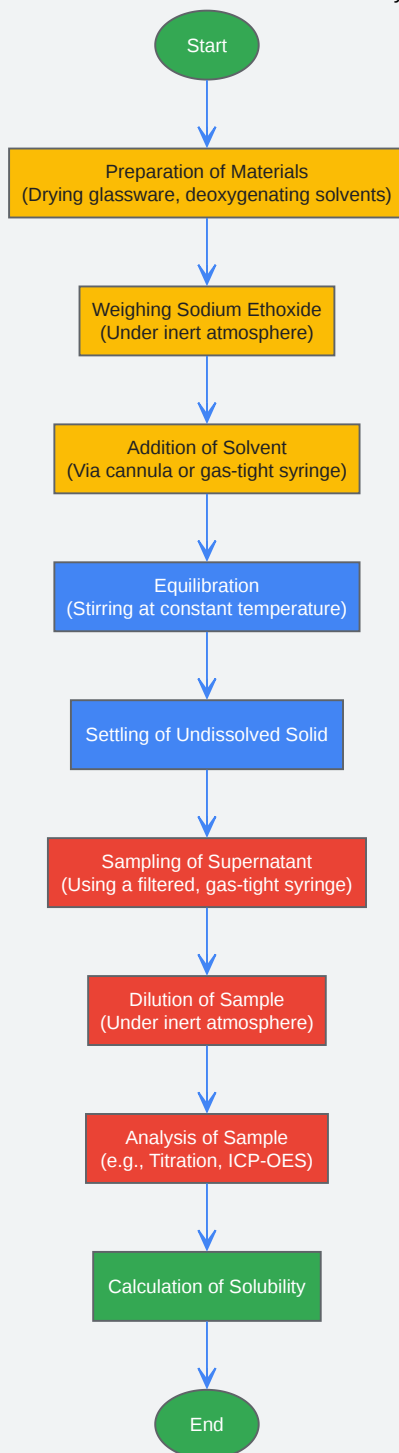 Start
Preparation of Materials
(Drying glassware, deoxygenating solvents)
Weighing Sodium Ethoxide
(Under inert atmosphere)
Addition of Solvent
(Via cannula or gas-tight syringe)
Equilibration
(Stirring at constant temperature)
Settling of Undissolved Solid
Sampling of Supernatant
(Using a filtered, gas-tight syringe)
Dilution of Sample
(Under inert atmosphere)
Analysis of Sample
(e.g., Titration, ICP-OES)
Calculation of Solubility
End